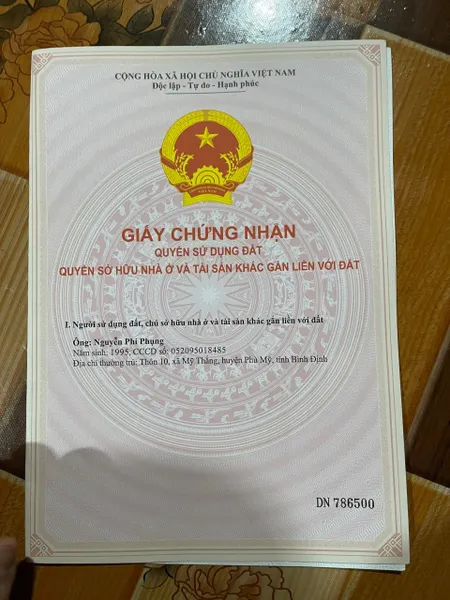 CỘNG HÒA XÃ HỘI CHỦ NGHĨA VIỆT NAM
Độc lập - Tự do - Hạnh phúc
GIẤY CHỨNG NHẬN
QUYỀN SỬ DỤNG ĐẤT
QUYỀN SỞ HỮU NHÀ Ở VÀ TÀI SẢN KHÁC GẮN LIỀN VỚI ĐẤT
I. Người sử dụng đất, chủ sở hữu nhà ở và tài sản khác gắn liền với đất
Ông: Nguyễn Phi Phụng
Năm sinh: 1995, CCCD số: 052095018485
Địa chỉ thường trú: Thôn 10, xã Mỹ Thắng, huyện Phù Mỹ, tỉnh Bình Định
DN 786500